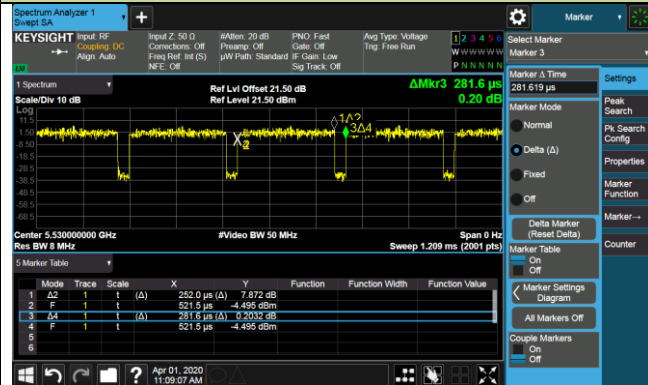 Spectrum Analyzer 1
Swept SA
+
Marker
KEYSIGHT Input: RF Input Z: 50 Ω #Atten: 20 dB PNO: Fast Avg Type: Voltage 1 2 3 4 5 6
Coupling: DC Corrections: Off Preamp: Off Gate: Off Trig: Free Run W W W W W W
Align: Auto Freq Ref: Int (S) µW Path: Standard IF Gain: Low P N N N N N
NFE: Off Sig Track: Off
LXI
Select Marker
Marker 3
1 Spectrum
Ref Lvl Offset 21.50 dB
ΔMkr3 281.6 µs
Scale/Div 10 dB
Ref Level 21.50 dBm
0.20 dB
Log
11.5
1.50
-8.50
-18.5
-28.5
-38.5
-48.5
-58.5
-68.5
1Δ2
3Δ4
X2
Center 5.530000000 GHz #Video BW 50 MHz Span 0 Hz
Res BW 8 MHz Sweep 1.209 ms (2001 pts)
5 Marker Table
Mode Trace Scale X Y Function Function Width Function Value
1 Δ2 1 t (Δ) 252.0 µs (Δ) 7.872 dB
2 F 1 t 521.5 µs -4.495 dBm
3 Δ4 1 t (Δ) 281.6 µs (Δ) 0.2032 dB
4 F 1 t 521.5 µs -4.495 dBm
5
6
Marker Δ Time
281.619 µs
Marker Mode
Normal
Delta (Δ)
Fixed
Off
Delta Marker
(Reset Delta)
Marker Table
On
Off
Marker Settings
Diagram
All Markers Off
Couple Markers
On
Off
Settings
Peak
Search
Pk Search
Config
Properties
Marker
Function
Marker→
Counter
? Apr 01, 2020
11:09:07 AM